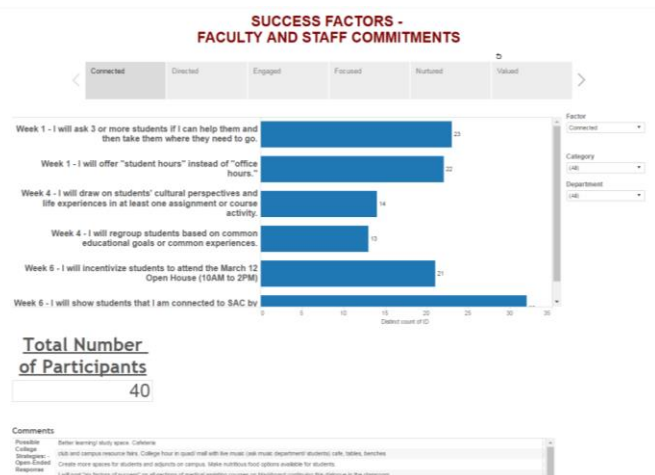 SUCCESS FACTORS -
FACULTY AND STAFF COMMITMENTS
Connected Directed Engaged Focused Nurtured Valued
Factor
Connected
Category
(All)
Department
(All)
Week 1 - I will ask 3 or more students if I can help them and
then take them where they need to go.
23
Week 1 - I will offer "student hours" instead of "office
hours."
22
Week 4 - I will draw on students' cultural perspectives and
life experiences in at least one assignment or course
activity.
14
Week 4 - I will regroup students based on common
educational goals or common experiences.
13
Week 6 - I will incentivize students to attend the March 12
Open House (10AM to 2PM)
21
Week 6 - I will show students that I am connected to SAC by
0 5 10 15 20 25 30 35
Distinct count of ID
Total Number
of Participants
40
Comments
Possible
College
Strategies: -
Open-Ended
Response
Better learning/ study space. Cafeteria
club and campus resource fairs, College hour in quad/ mall with live music (ask music department/ students) cafe, tables, benches
Create more spaces for students and adjuncts on campus. Make nutritious food options available for students.